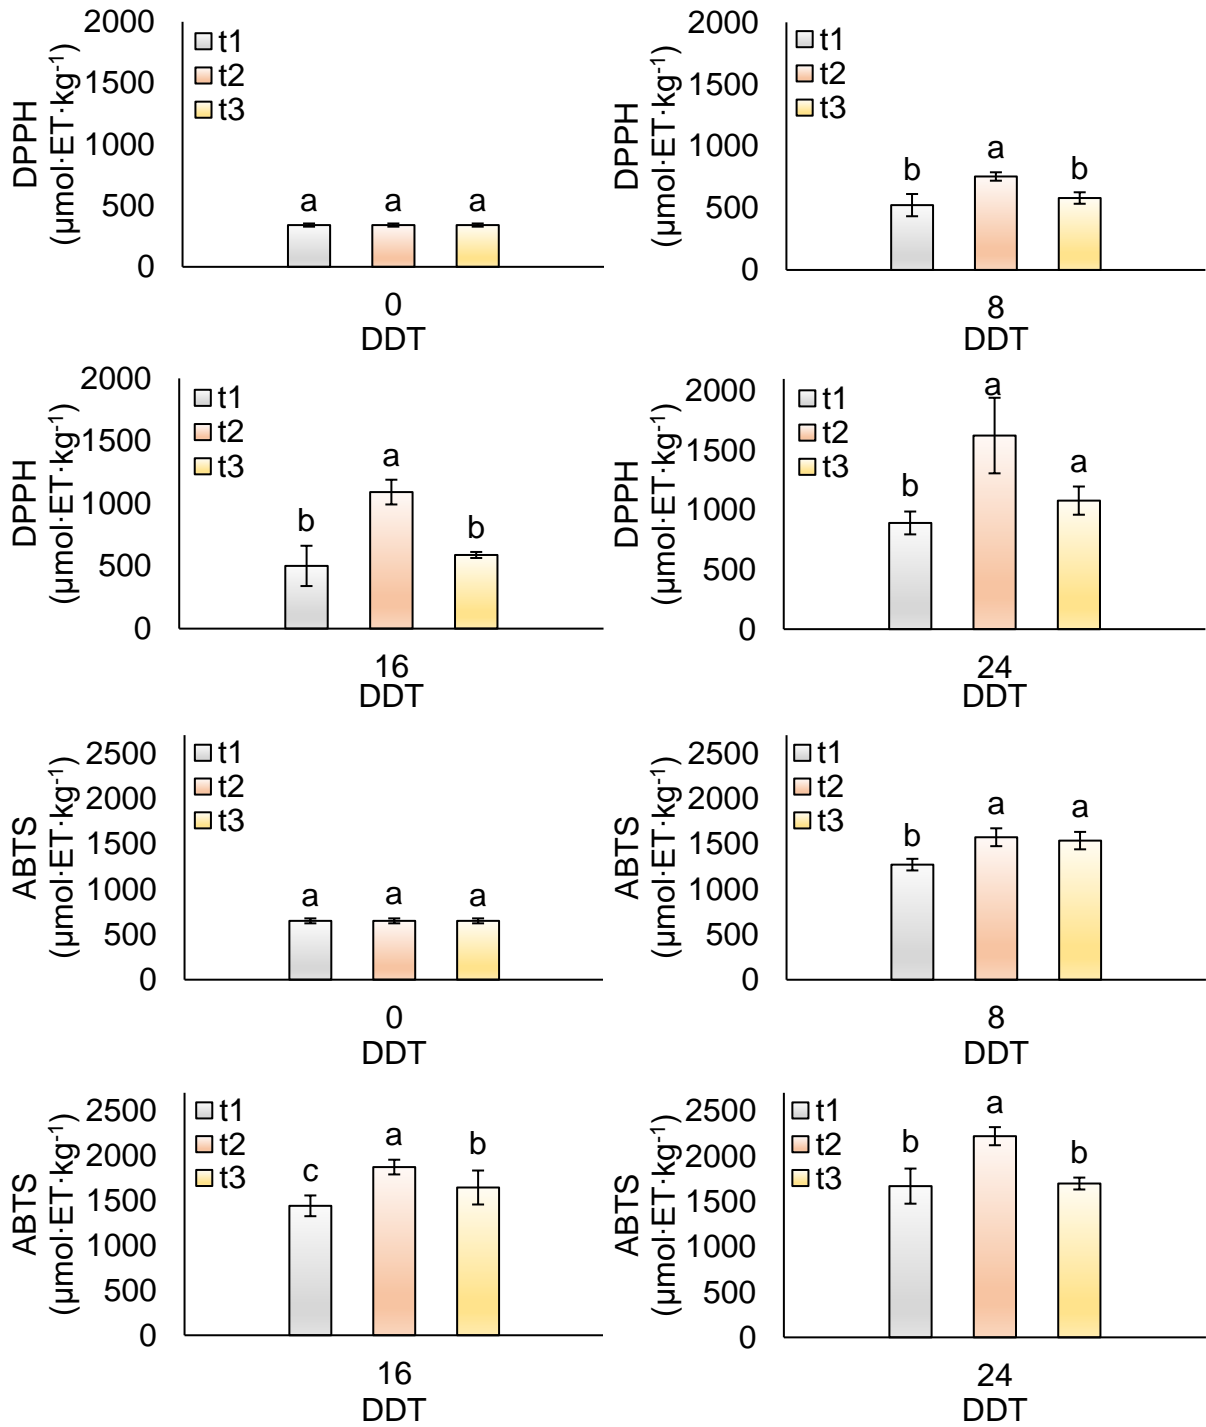 DPPH
(µmol·ET·kg-1)
2000
1500
1000
500
0
t1
t2
t3
a
a
a
0
DDT
DPPH
(µmol·ET·kg-1)
2000
1500
1000
500
0
t1
t2
t3
b
a
b
8
DDT
DPPH
(µmol·ET·kg-1)
2000
1500
1000
500
0
t1
t2
t3
b
a
b
16
DDT
DPPH
(µmol·ET·kg-1)
2000
1500
1000
500
0
t1
t2
t3
b
a
a
24
DDT
ABTS
(µmol·ET·kg-1)
2500
2000
1500
1000
500
0
t1
t2
t3
a
a
a
0
DDT
ABTS
(µmol·ET·kg-1)
2500
2000
1500
1000
500
0
t1
t2
t3
b
a
a
8
DDT
ABTS
(µmol·ET·kg-1)
2500
2000
1500
1000
500
0
t1
t2
t3
c
a
b
16
DDT
ABTS
(µmol·ET·kg-1)
2500
2000
1500
1000
500
0
t1
t2
t3
b
a
b
24
DDT